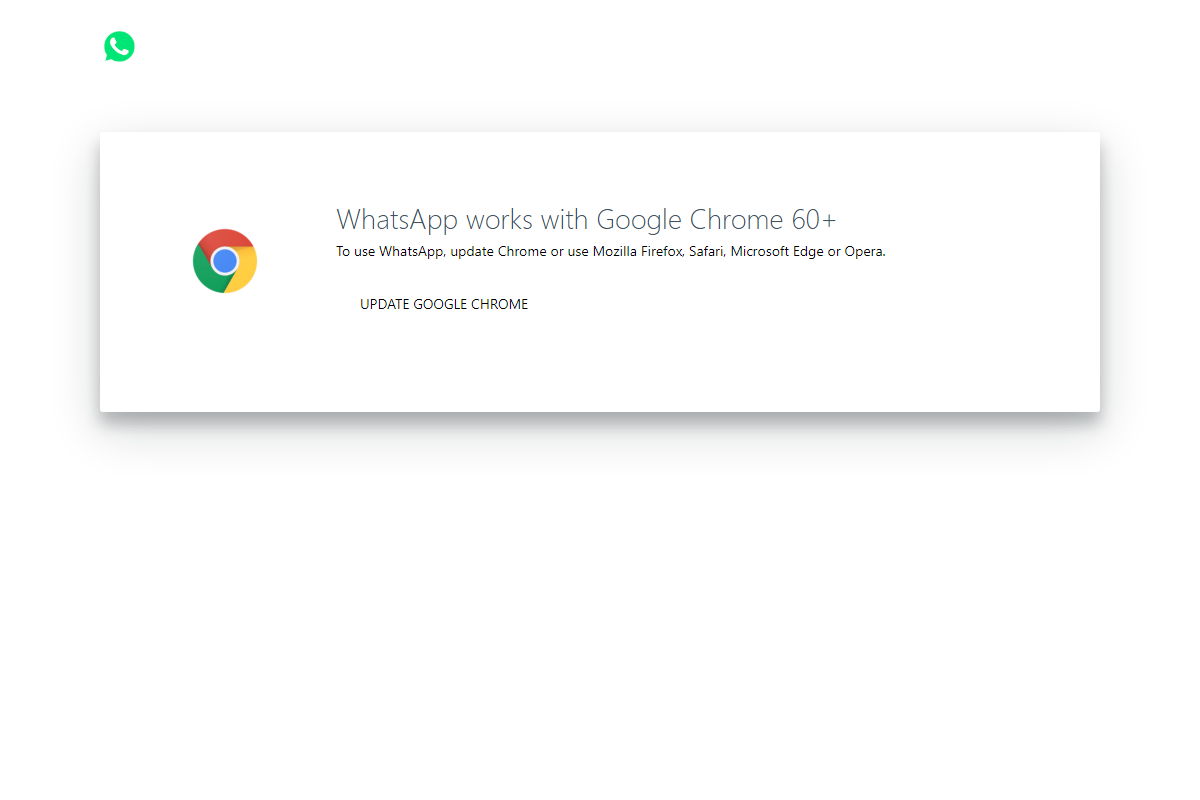 WhatsApp works with Google Chrome 60+
To use WhatsApp, update Chrome or use Mozilla Firefox, Safari, Microsoft Edge or Opera.
UPDATE GOOGLE CHROME